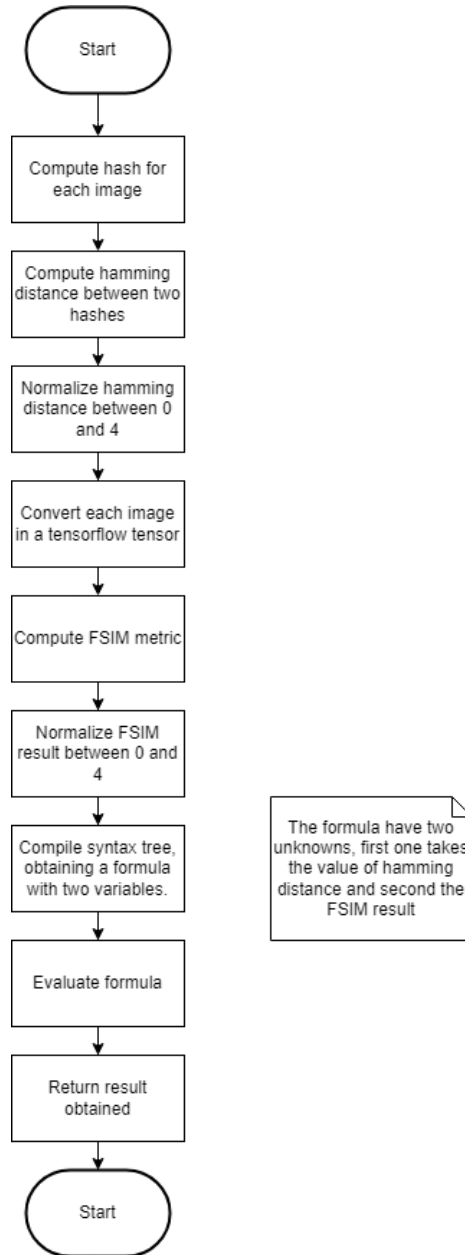 Start
Compute hash for
each image
Compute hamming
distance between two
hashes
Normalize hamming
distance between 0
and 4
Convert each image
in a tensorflow tensor
Compute FSIM metric
Normalize FSIM
result between 0 and
4
Compile syntax tree,
obtaining a formula
with two variables.
The formula have two
unknowns, first one takes
the value of hamming
distance and second the
FSIM result
Evaluate formula
Return result
obtained
Start